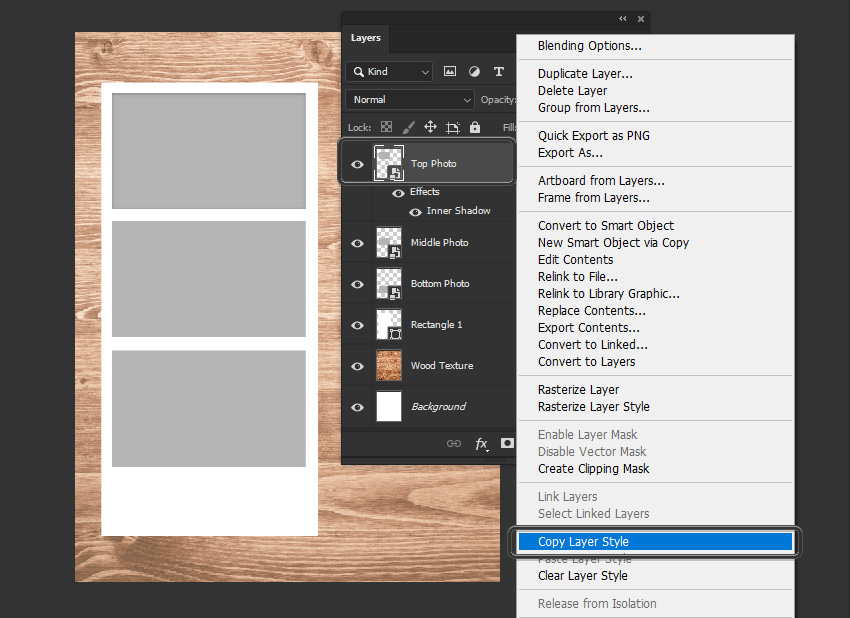 Layers
Kind
Normal
Opacity:
Lock:
Fill:
Top Photo
Effects
Inner Shadow
Middle Photo
Bottom Photo
Rectangle 1
Wood Texture
Background
fx
Blending Options...
Duplicate Layer...
Delete Layer
Group from Layers...
Quick Export as PNG
Export As...
Artboard from Layers...
Frame from Layers...
Convert to Smart Object
New Smart Object via Copy
Edit Contents
Relink to File...
Relink to Library Graphic...
Replace Contents...
Export Contents...
Convert to Linked...
Convert to Layers
Rasterize Layer
Rasterize Layer Style
Enable Layer Mask
Disable Vector Mask
Create Clipping Mask
Link Layers
Select Linked Layers
Copy Layer Style
Paste Layer Style
Clear Layer Style
Release from Isolation